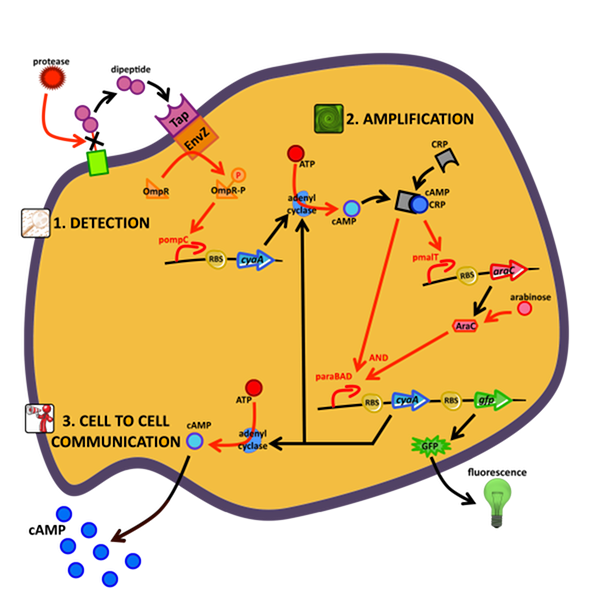 protease
dipeptide
Tap
EnvZ
2. AMPLIFICATION
CRP
ATP
P
OmpR
OmpR-P
adenyl
cyclase
cAMP
cAMP
CRP
1. DETECTION
pompC
RBS
cyaA
pmalT
RBS
araC
arabinose
AraC
AND
paraBAD
RBS
cyaA
RBS
gfp
ATP
3. CELL TO CELL
COMMUNICATION
cAMP
adenyl
cyclase
GFP
fluorescence
cAMP